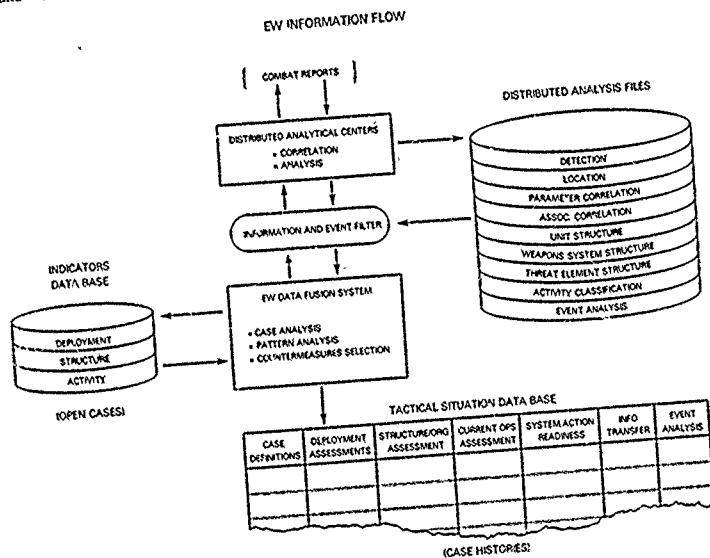 EW INFORMATION FLOW
[ COMBAT REPORTS ]
DISTRIBUTED ANALYTICAL CENTERS
• CORRELATION
• ANALYSIS
INFORMATION AND EVENT FILTER
DISTRIBUTED ANALYSIS FILES
DETECTION
LOCATION
PARAMETER CORRELATION
ASSOC. CORRELATION
UNIT STRUCTURE
WEAPONS SYSTEM STRUCTURE
THREAT ELEMENT STRUCTURE
ACTIVITY CLASSIFICATION
EVENT ANALYSIS
INDICATORS
DATA BASE
DEPLOYMENT
STRUCTURE
ACTIVITY
(OPEN CASES)
EW DATA FUSION SYSTEM
• CASE ANALYSIS
• PATTERN ANALYSIS
• COUNTERMEASURES SELECTION
TACTICAL SITUATION DATA BASE
CASE
DEFINITIONS
DEPLOYMENT
ASSESSMENTS
STRUCTURE/ORG
ASSESSMENT
CURRENT OPS
ASSESSMENT
SYSTEM ACTION
READINESS
INFO
TRANSFER
EVENT
ANALYSIS
(CASE HISTORIES)